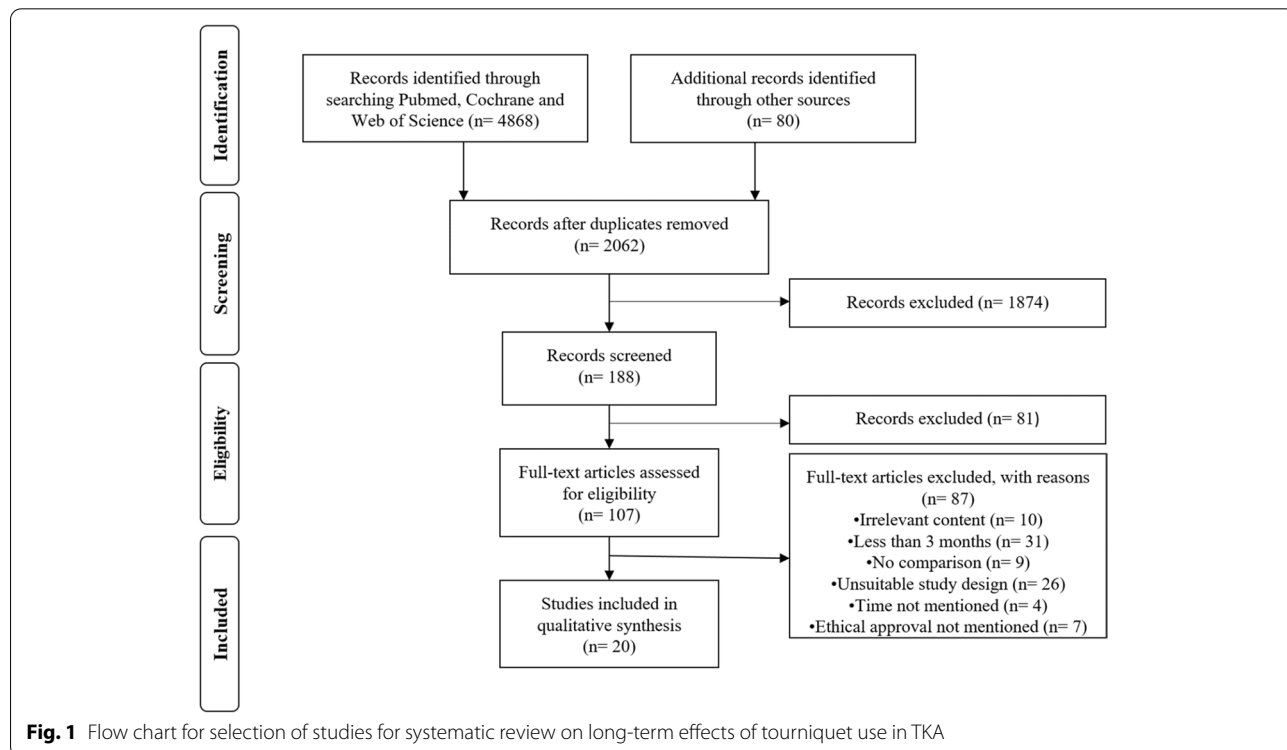 Identification
Records identified through
searching Pubmed, Cochrane and
Web of Science (n= 4868)
Additional records identified
through other sources
(n= 80)
Screening
Records after duplicates removed
(n= 2062)
Records excluded (n= 1874)
Records screened
(n= 188)
Eligibility
Records excluded (n= 81)
Full-text articles assessed
for eligibility
(n= 107)
Full-text articles excluded, with reasons
(n= 87)
•Irrelevant content (n= 10)
•Less than 3 months (n= 31)
•No comparison (n= 9)
•Unsuitable study design (n= 26)
•Time not mentioned (n= 4)
•Ethical approval not mentioned (n= 7)
Included
Studies included in
qualitative synthesis
(n= 20)
Fig. 1 Flow chart for selection of studies for systematic review on long-term effects of tourniquet use in TKA